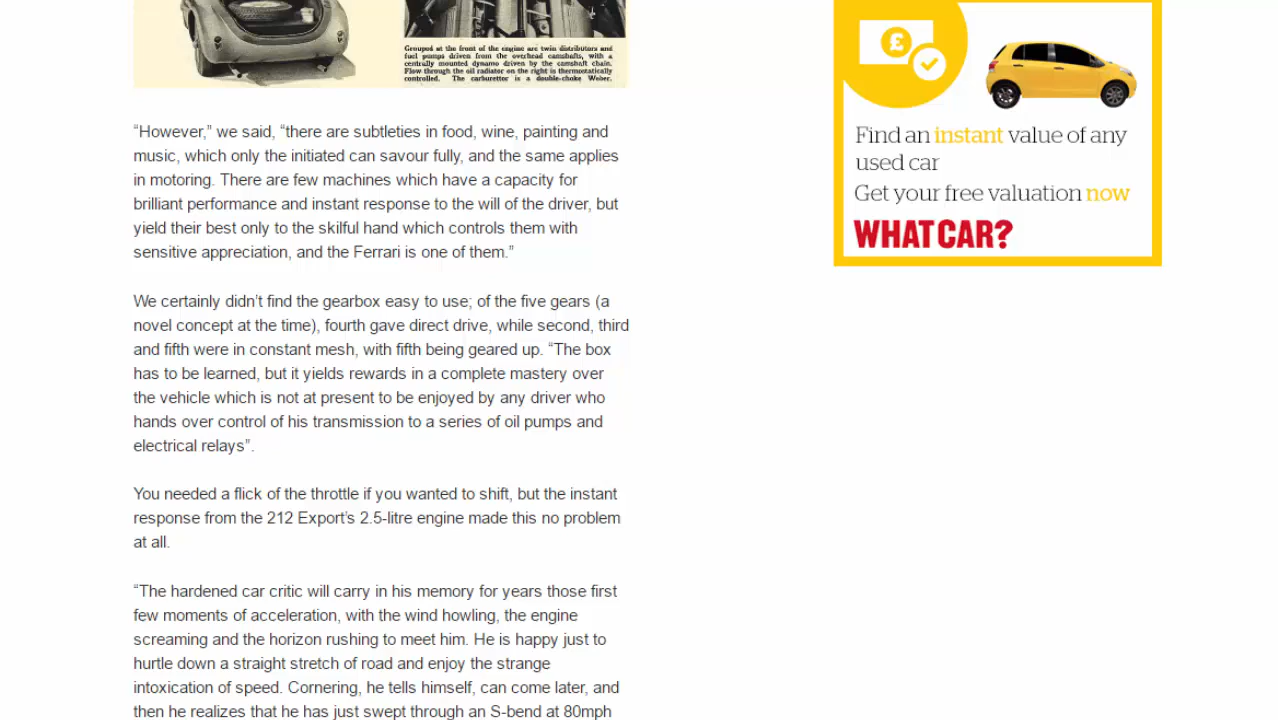 Grouped at the front of the engine are twin distributors and
fuel pumps driven from the overhead camshafts, with a
centrally mounted dynamo driven by the camshaft chain.
Flow through the oil radiator on the right is thermostatically
controlled. The carburettor is a double-choke Weber.
“However,” we said, “there are subtleties in food, wine, painting and
music, which only the initiated can savour fully, and the same applies
in motoring. There are few machines which have a capacity for
brilliant performance and instant response to the will of the driver, but
yield their best only to the skilful hand which controls them with
sensitive appreciation, and the Ferrari is one of them.”
We certainly didn’t find the gearbox easy to use; of the five gears (a
novel concept at the time), fourth gave direct drive, while second, third
and fifth were in constant mesh, with fifth being geared up. “The box
has to be learned, but it yields rewards in a complete mastery over
the vehicle which is not at present to be enjoyed by any driver who
hands over control of his transmission to a series of oil pumps and
electrical relays”.
You needed a flick of the throttle if you wanted to shift, but the instant
response from the 212 Export’s 2.5-litre engine made this no problem
at all.
“The hardened car critic will carry in his memory for years those first
few moments of acceleration, with the wind howling, the engine
screaming and the horizon rushing to meet him. He is happy just to
hurtle down a straight stretch of road and enjoy the strange
intoxication of speed. Cornering, he tells himself, can come later, and
then he realizes that he has just swept through an S-bend at 80mph
£
Find an instant value of any
used car
Get your free valuation now
WHATCAR?